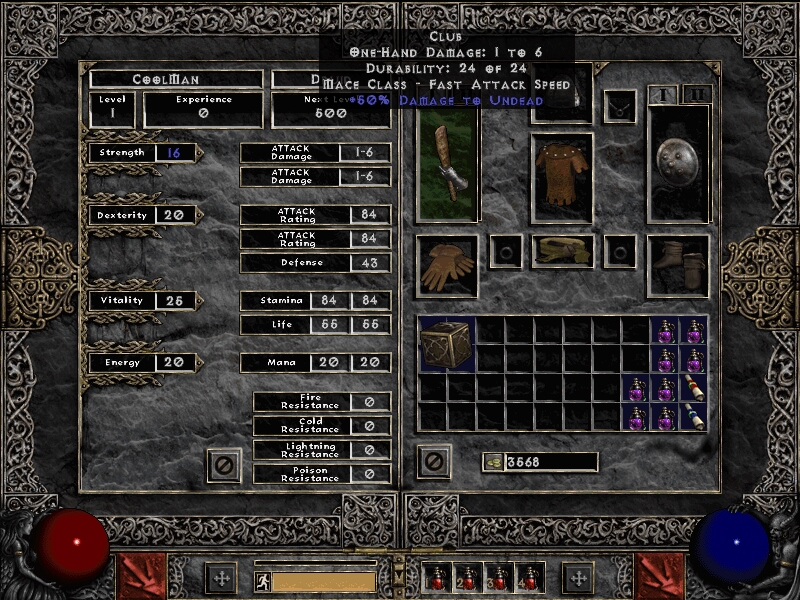 Club
One-Hand Damage: 1 to 6
Durability: 24 of 24
Mace Class - Fast Attack Speed
+50% Damage to Undead
CoolMan
Level
1
Experience
0
Next Level
500
I
II
Strength 16
ATTACK
Damage 1-6
ATTACK
Damage 1-6
Dexterity 20
ATTACK
Rating 84
ATTACK
Rating 84
Defense 43
Vitality 25
Stamina 84 84
Life 55 55
Energy 20
Mana 20 20
Fire
Resistance 0
Cold
Resistance 0
Lightning
Resistance 0
Poison
Resistance 0
3568
2
3
4